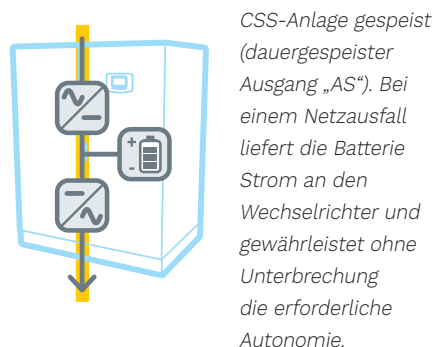 CSS-Anlage gespeist
(dauergespeister
Ausgang „AS“). Bei
einem Netzausfall
liefert die Batterie
Strom an den
Wechselrichter und
gewährleistet ohne
Unterbrechung
die erforderliche
Autonomie.